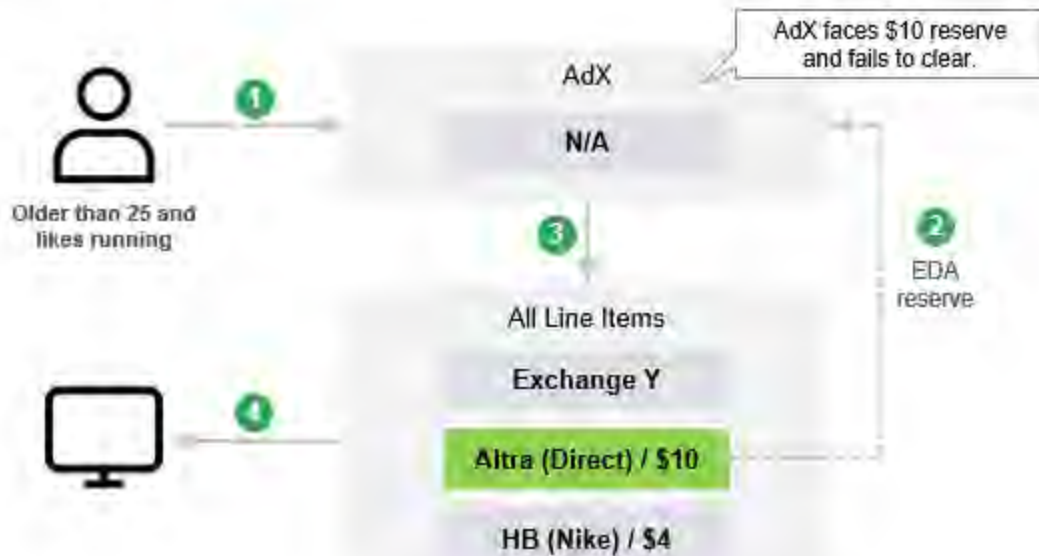 AdX faces $10 reserve
and fails to clear.
AdX
1
N/A
Older than 25 and
likes running
3
2
EDA
reserve
All Line Items
Exchange Y
4
Altra (Direct) / $10
HB (Nike) / $4